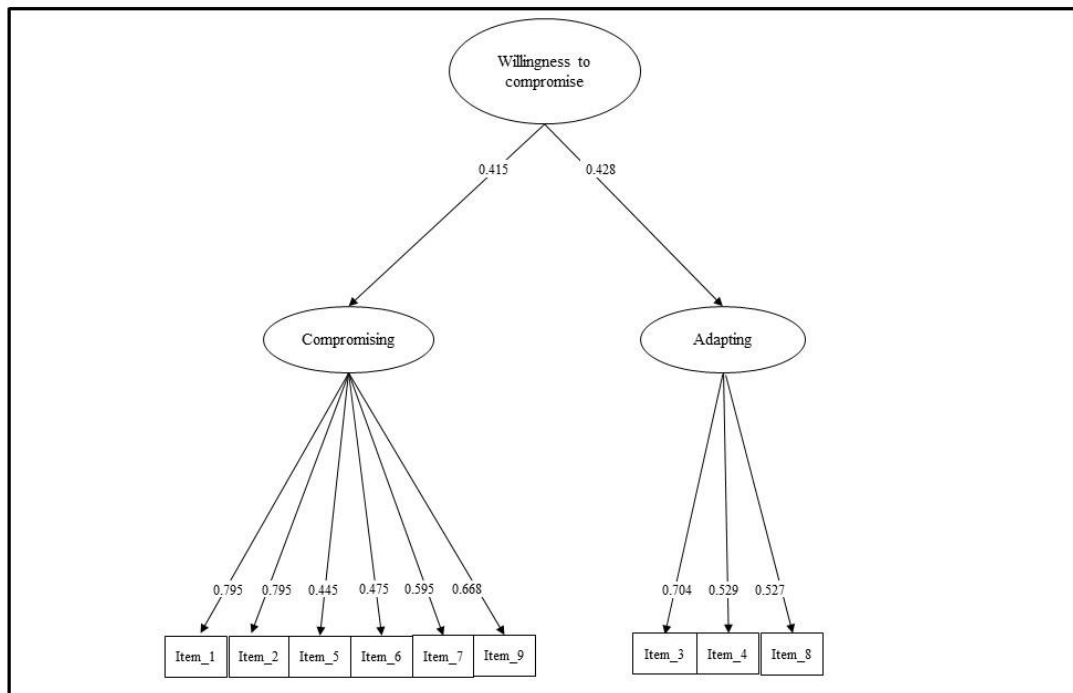 Willingness to
compromise
0.415
0.428
Compromising
Adapting
0.795
0.795
0.445
0.475
0.595
0.668
0.704
0.529
0.527
Item_1
Item_2
Item_5
Item_6
Item_7
Item_9
Item_3
Item_4
Item_8